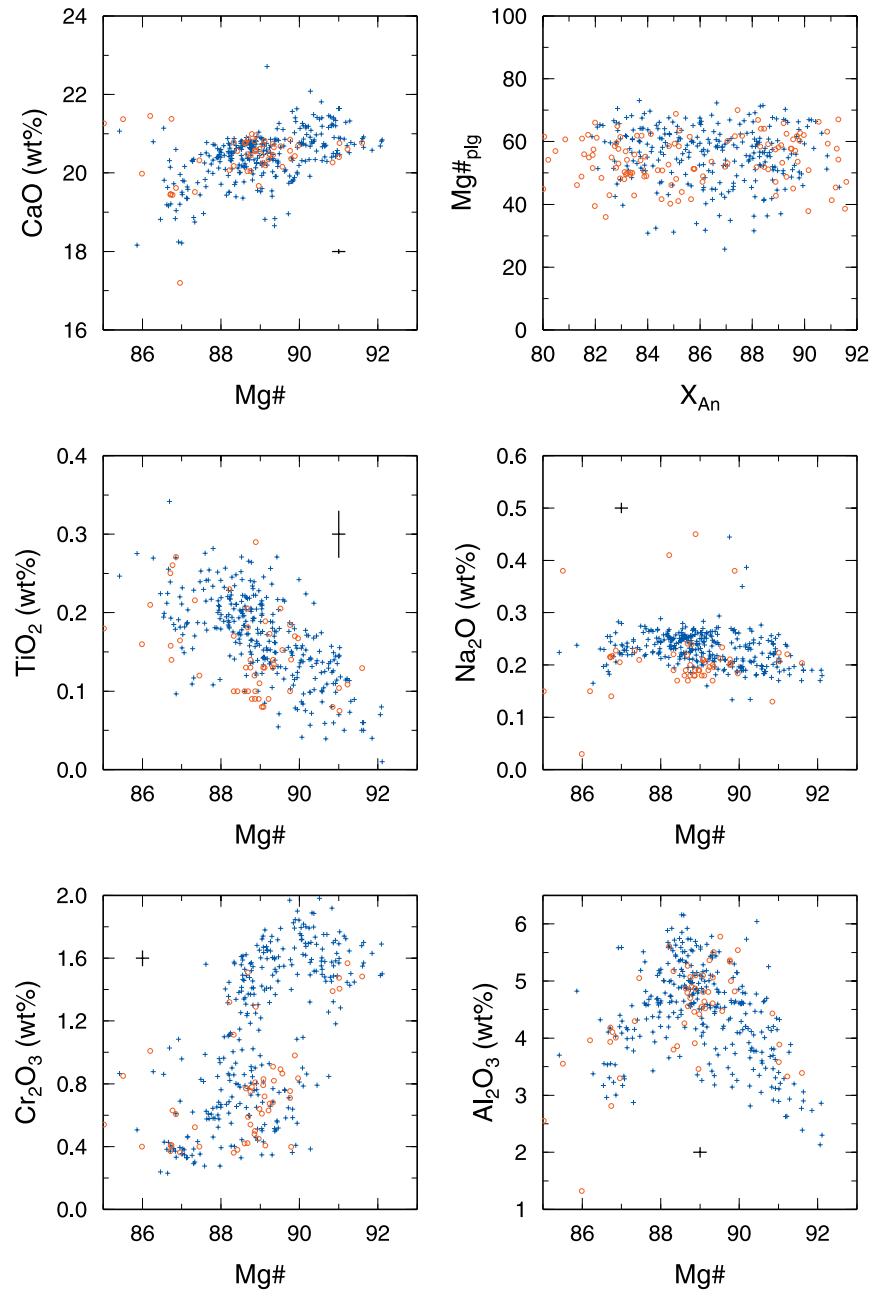 24
22
20
18
16
CaO (wt%)
86 88 90 92
Mg#
100
80
60
40
20
0
Mg#plg
80 82 84 86 88 90 92
XAn
0.4
0.3
0.2
0.1
0.0
TiO2 (wt%)
86 88 90 92
Mg#
0.6
0.5
0.4
0.3
0.2
0.1
0.0
Na2O (wt%)
86 88 90 92
Mg#
2.0
1.6
1.2
0.8
0.4
0.0
Cr2O3 (wt%)
86 88 90 92
Mg#
6
5
4
3
2
1
Al2O3 (wt%)
86 88 90 92
Mg#